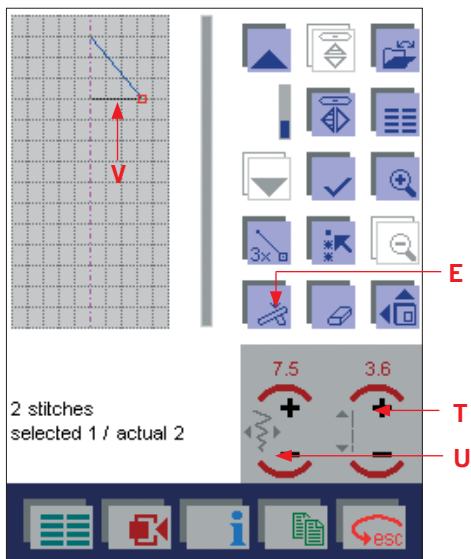 V
3x
E
7.5 3.6
+ +
T
2 stitches
selected 1 / actual 2
U
- -
i
esc